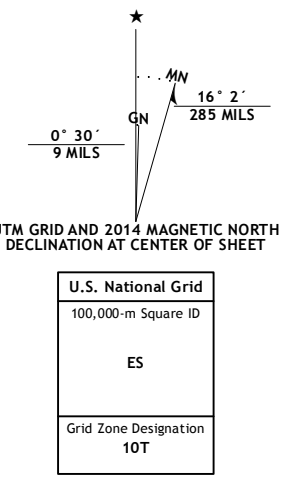 ★
MN
GN
16° 2´
285 MILS
0° 30´
9 MILS
UTM GRID AND 2014 MAGNETIC NORTH
DECLINATION AT CENTER OF SHEET
U.S. National Grid
100,000-m Square ID
ES
Grid Zone Designation
10T